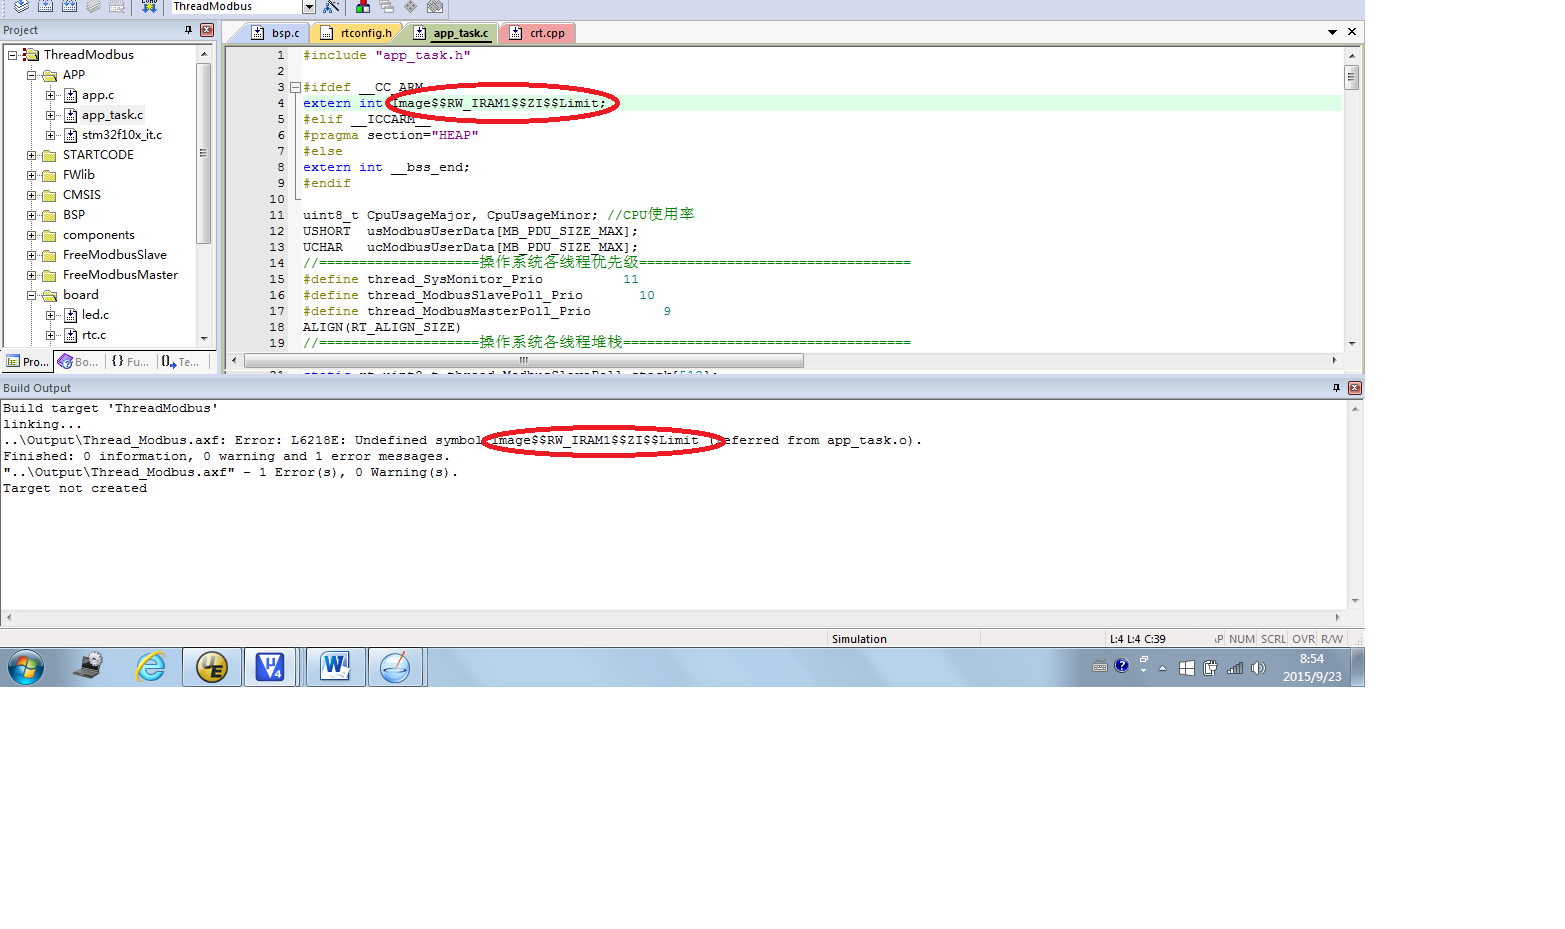 ThreadModbus
Project
ThreadModbus
APP
app.c
app_task.c
stm32f10x_it.c
STARTCODE
FWlib
CMSIS
BSP
components
FreeModbusSlave
FreeModbusMaster
board
led.c
rtc.c
Pro...
Bo...
{} Fu...
Te...
bsp.c
rtconfig.h
app_task.c
crt.cpp
1 #include "app_task.h"
2
3 #ifdef __CC_ARM
4 extern int Image$$RW_IRAM1$$ZI$$Limit;
5 #elif __ICCARM__
6 #pragma section="HEAP"
7 #else
8 extern int __bss_end;
9 #endif
10
11 uint8_t CpuUsageMajor, CpuUsageMinor; //CPU使用率
12 USHORT usModbusUserData[MB_PDU_SIZE_MAX];
13 UCHAR ucModbusUserData[MB_PDU_SIZE_MAX];
14 //====================操作系统各线程优先级==================================
15 #define thread_SysMonitor_Prio 11
16 #define thread_ModbusSlavePoll_Prio 10
17 #define thread_ModbusMasterPoll_Prio 9
18 ALIGN(RT_ALIGN_SIZE)
19 //====================操作系统各线程堆栈====================================
Build Output
Build target 'ThreadModbus'
linking...
..\Output\Thread_Modbus.axf: Error: L6218E: Undefined symbol Image$$RW_IRAM1$$ZI$$Limit (referred from app_task.o).
Finished: 0 information, 0 warning and 1 error messages.
"..\Output\Thread_Modbus.axf" - 1 Error(s), 0 Warning(s).
Target not created
Simulation
L:4 L:4 C:39
NUM SCRL OVR R/W
8:54
2015/9/23